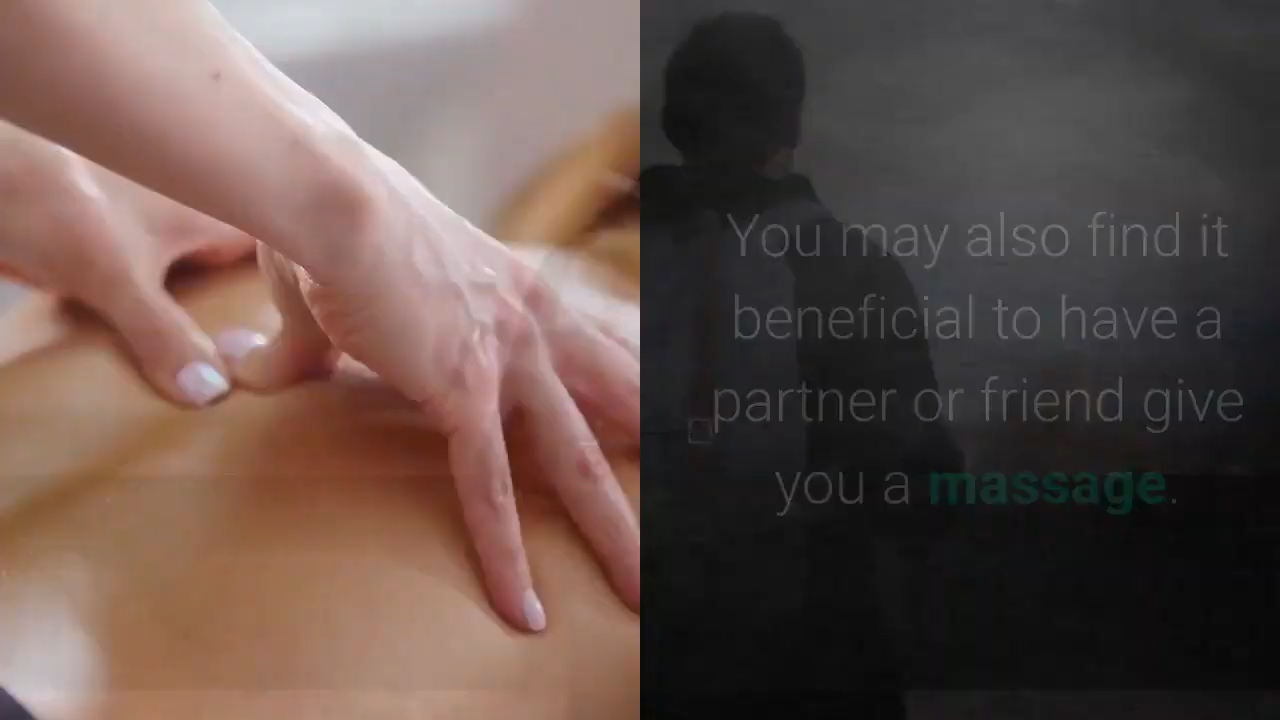 You may also find it
beneficial to have a
partner or friend give
you a massage.